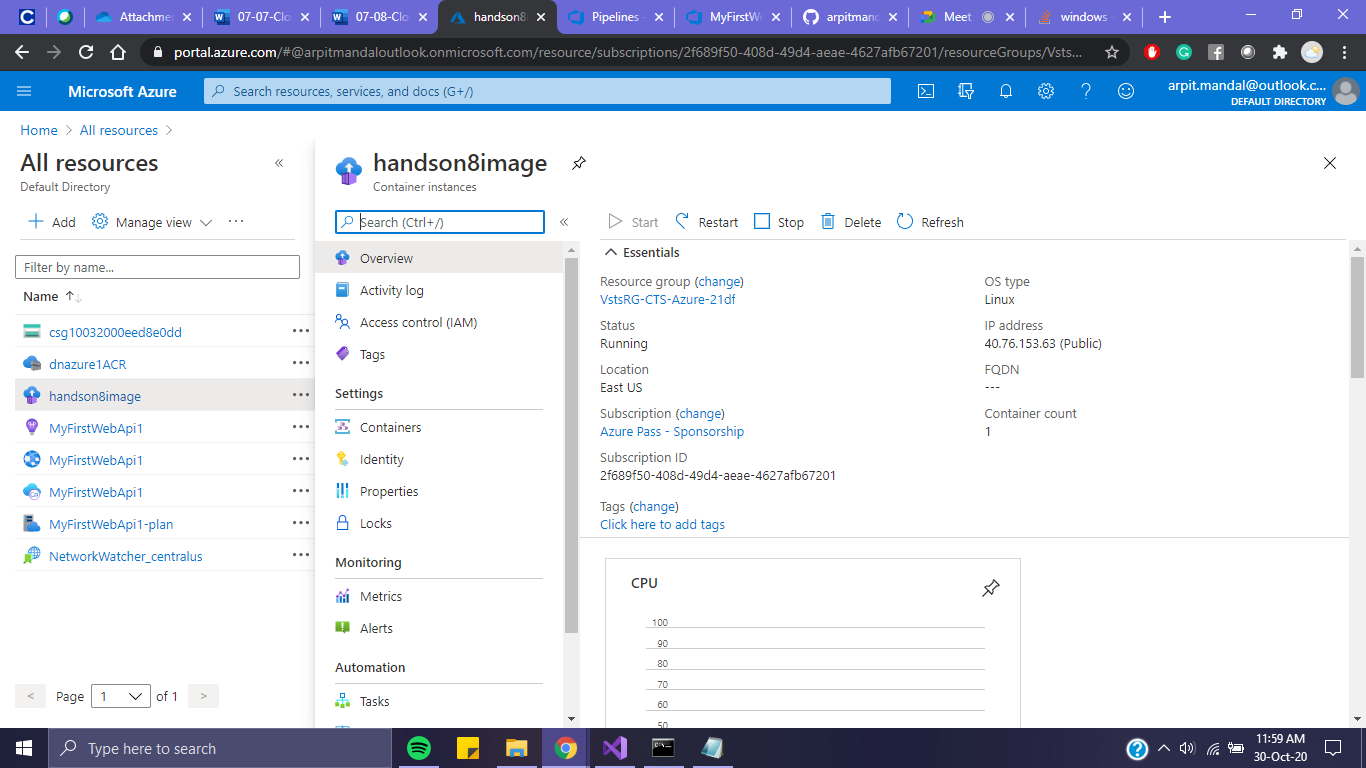 Attachmen
07-07-Clo
07-08-Clo
handson8
Pipelines -
MyFirstWe
arpitmand
Meet
windows -
portal.azure.com/#@arpitmandaloutlook.onmicrosoft.com/resource/subscriptions/2f689f50-408d-49d4-aeae-4627afb67201/resourceGroups/Vsts...
Microsoft Azure
Search resources, services, and docs (G+/)
arpit.mandal@outlook.c...
DEFAULT DIRECTORY
Home > All resources >
All resources
Default Directory
Add
Manage view
...
Filter by name...
Name
csg10032000eed8e0dd
dnazure1ACR
handson8image
MyFirstWebApi1
MyFirstWebApi1
MyFirstWebApi1
MyFirstWebApi1-plan
NetworkWatcher_centralus
< Page 1 of 1 >
handson8image
Container instances
Search (Ctrl+/)
Overview
Activity log
Access control (IAM)
Tags
Settings
Containers
Identity
Properties
Locks
Monitoring
Metrics
Alerts
Automation
Tasks
Start
Restart
Stop
Delete
Refresh
Essentials
Resource group (change)
VstsRG-CTS-Azure-21df
Status
Running
Location
East US
Subscription (change)
Azure Pass - Sponsorship
Subscription ID
2f689f50-408d-49d4-aeae-4627afb67201
Tags (change)
Click here to add tags
OS type
Linux
IP address
40.76.153.63 (Public)
FQDN
---
Container count
1
CPU
100
90
80
70
60
50
Type here to search
11:59 AM
30-Oct-20